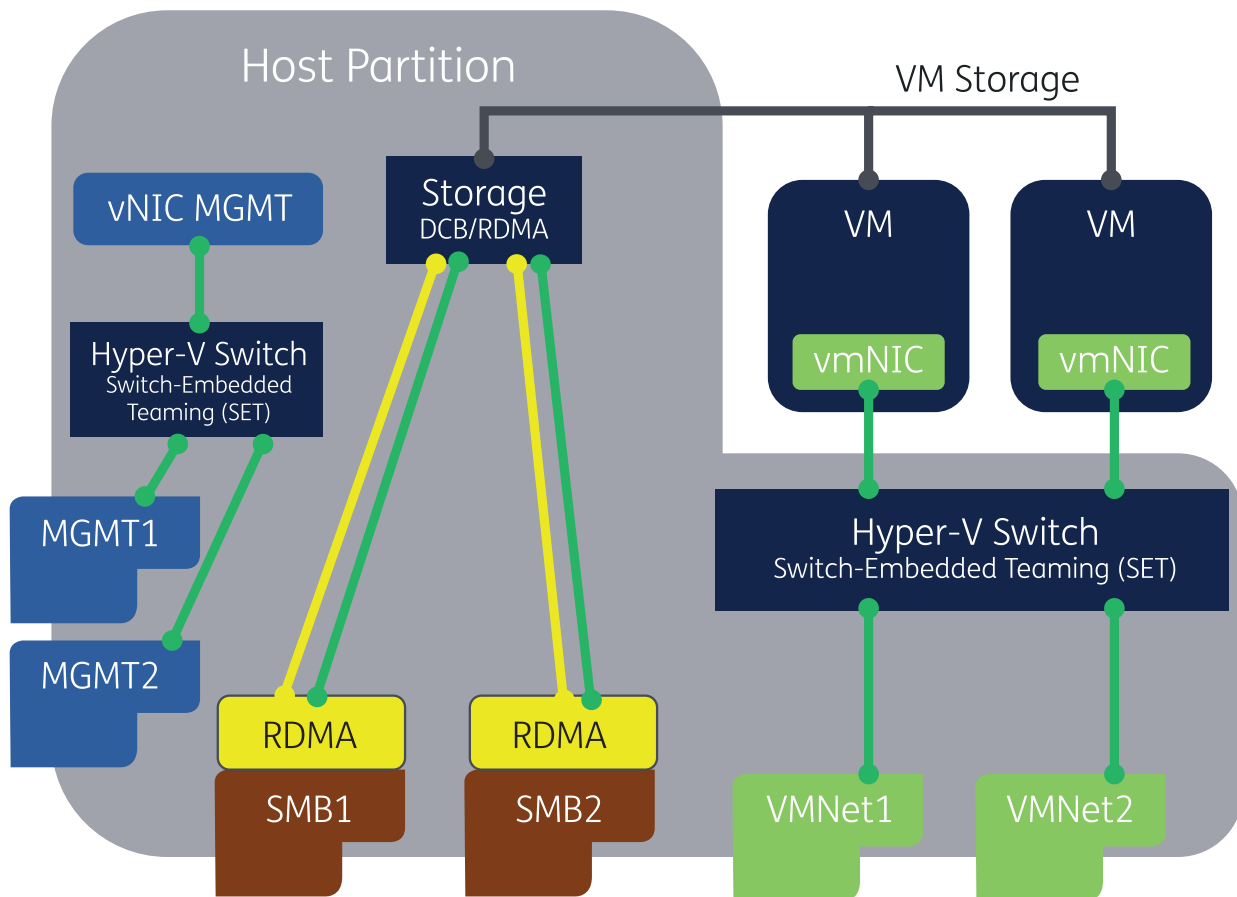 Host Partition
VM Storage
vNIC MGMT
Storage
DCB/RDMA
VM
VM
Hyper-V Switch
Switch-Embedded
Teaming (SET)
vmNIC
vmNIC
MGMT1
Hyper-V Switch
Switch-Embedded Teaming (SET)
MGMT2
RDMA
RDMA
SMB1
SMB2
VMNet1
VMNet2